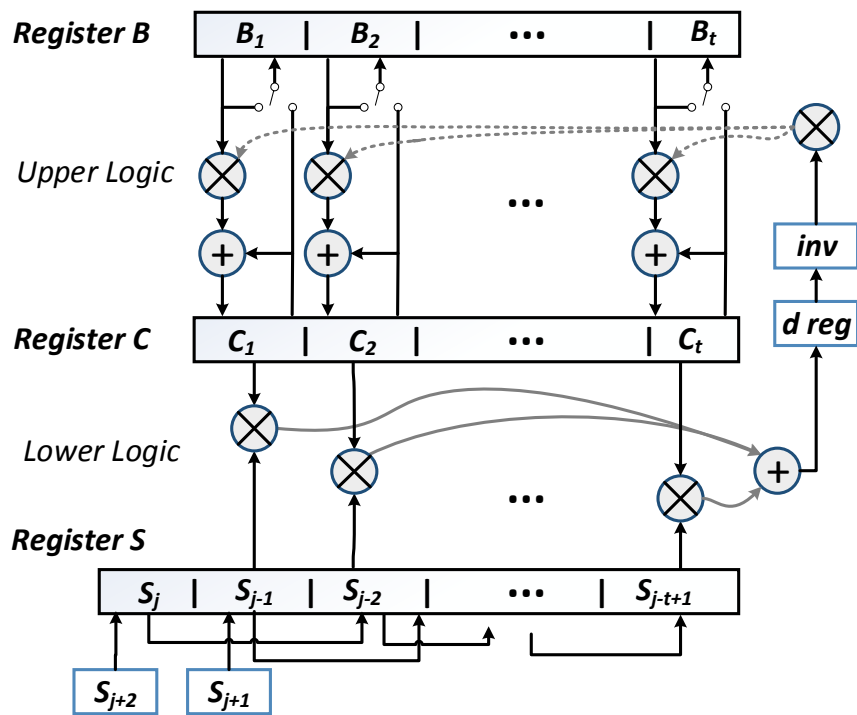 Register B B₁ | B₂ | ... | Bₜ
Upper Logic
...
inv
Register C C₁ | C₂ | ... | Cₜ
d reg
Lower Logic
...
Register S
Sⱼ | Sⱼ₋₁ | Sⱼ₋₂ | ... | Sⱼ₋ₜ₊₁
Sⱼ₊₂ Sⱼ₊₁